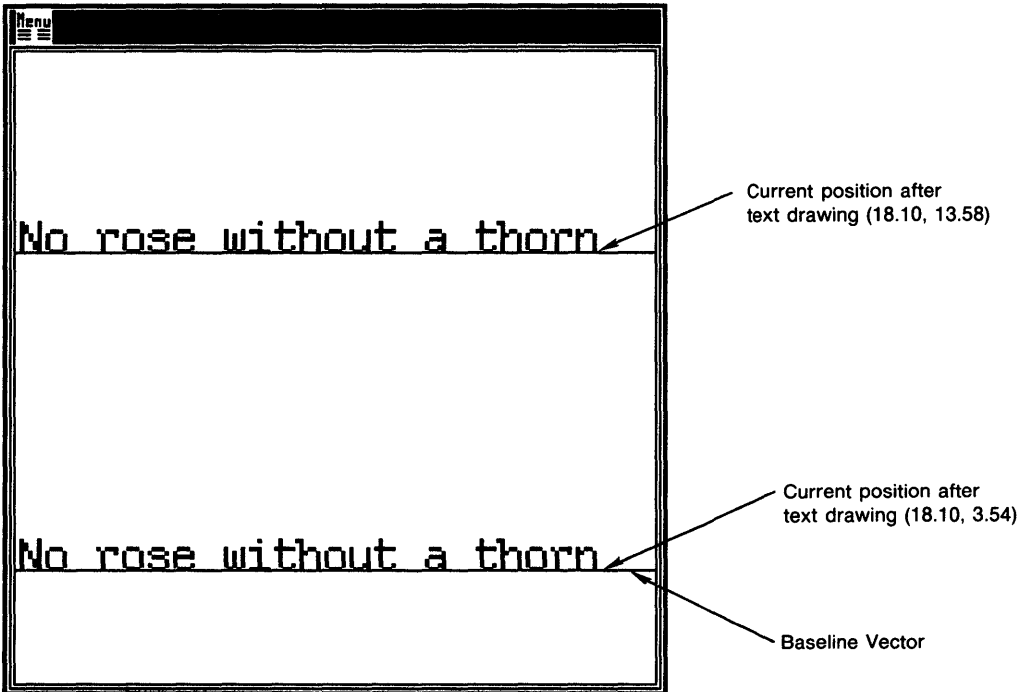 Menu
No rose without a thorn
Current position after
text drawing (18.10, 13.58)
No rose without a thorn
Current position after
text drawing (18.10, 3.54)
Baseline Vector